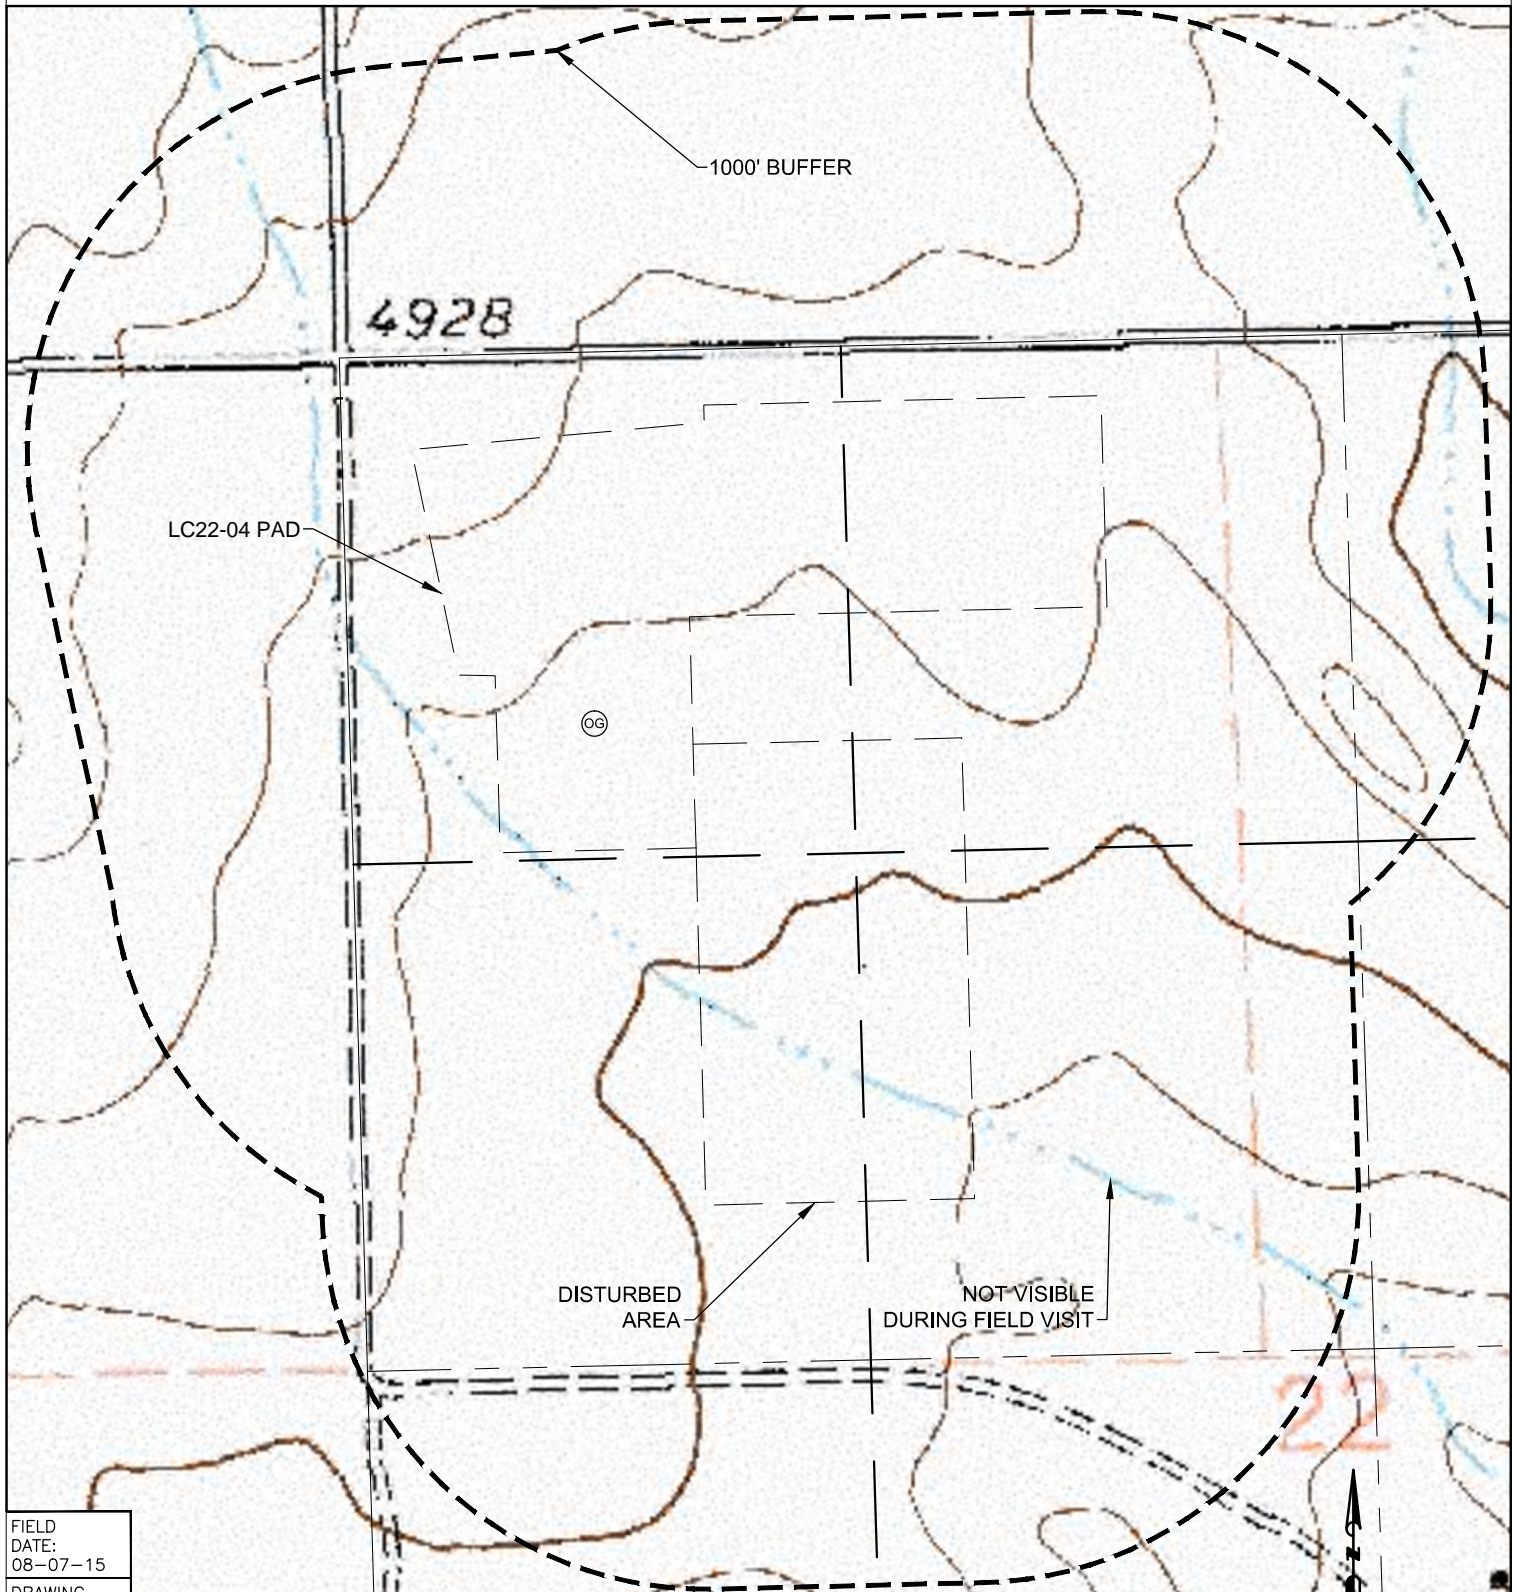 1000' BUFFER
4928
LC22-04 PAD
OG
DISTURBED
AREA
NOT VISIBLE
DURING FIELD VISIT
22
FIELD
DATE:
08-07-15